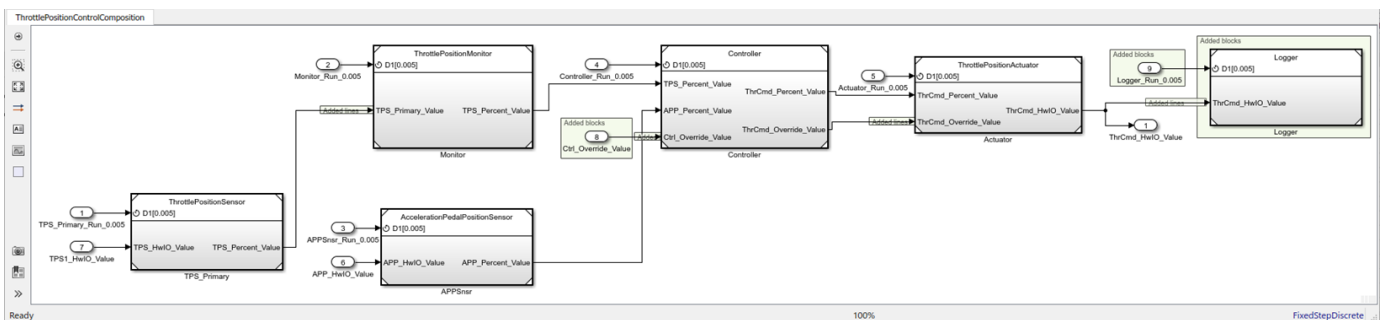 ThrottlePositionControlComposition
Added blocks
Added blocks
ThrottlePositionMonitor
Controller
Logger
2
D1[0.005]
4
D1[0.005]
ThrottlePositionActuator
9
D1[0.005]
Monitor_Run_0.005
Controller_Run_0.005
5
D1[0.005]
Logger_Run_0.005
TPS_Percent_Value
ThrCmd_Percent_Value
Actuator_Run_0.005
ThrCmd_Percent_Value
Added lines
TPS_Primary_Value
TPS_Percent_Value
APP_Percent_Value
ThrCmd_HwIO_Value
Added lines
ThrCmd_HwIO_Value
Added blocks
ThrCmd_Override_Value
Added lines
ThrCmd_Override_Value
1
8
Added
Ctrl_Override_Value
ThrCmd_HwIO_Value
Logger
Ctrl_Override_Value
Monitor
Controller
Actuator
ThrottlePositionSensor
1
D1[0.005]
AccelerationPedalPositionSensor
TPS_Primary_Run_0.005
3
D1[0.005]
APPSnsr_Run_0.005
7
TPS_HwIO_Value
TPS_Percent_Value
TPS1_HwIO_Value
6
APP_HwIO_Value
APP_Percent_Value
APP_HwIO_Value
TPS_Primary
APPSnsr
Ready
100%
FixedStepDiscrete